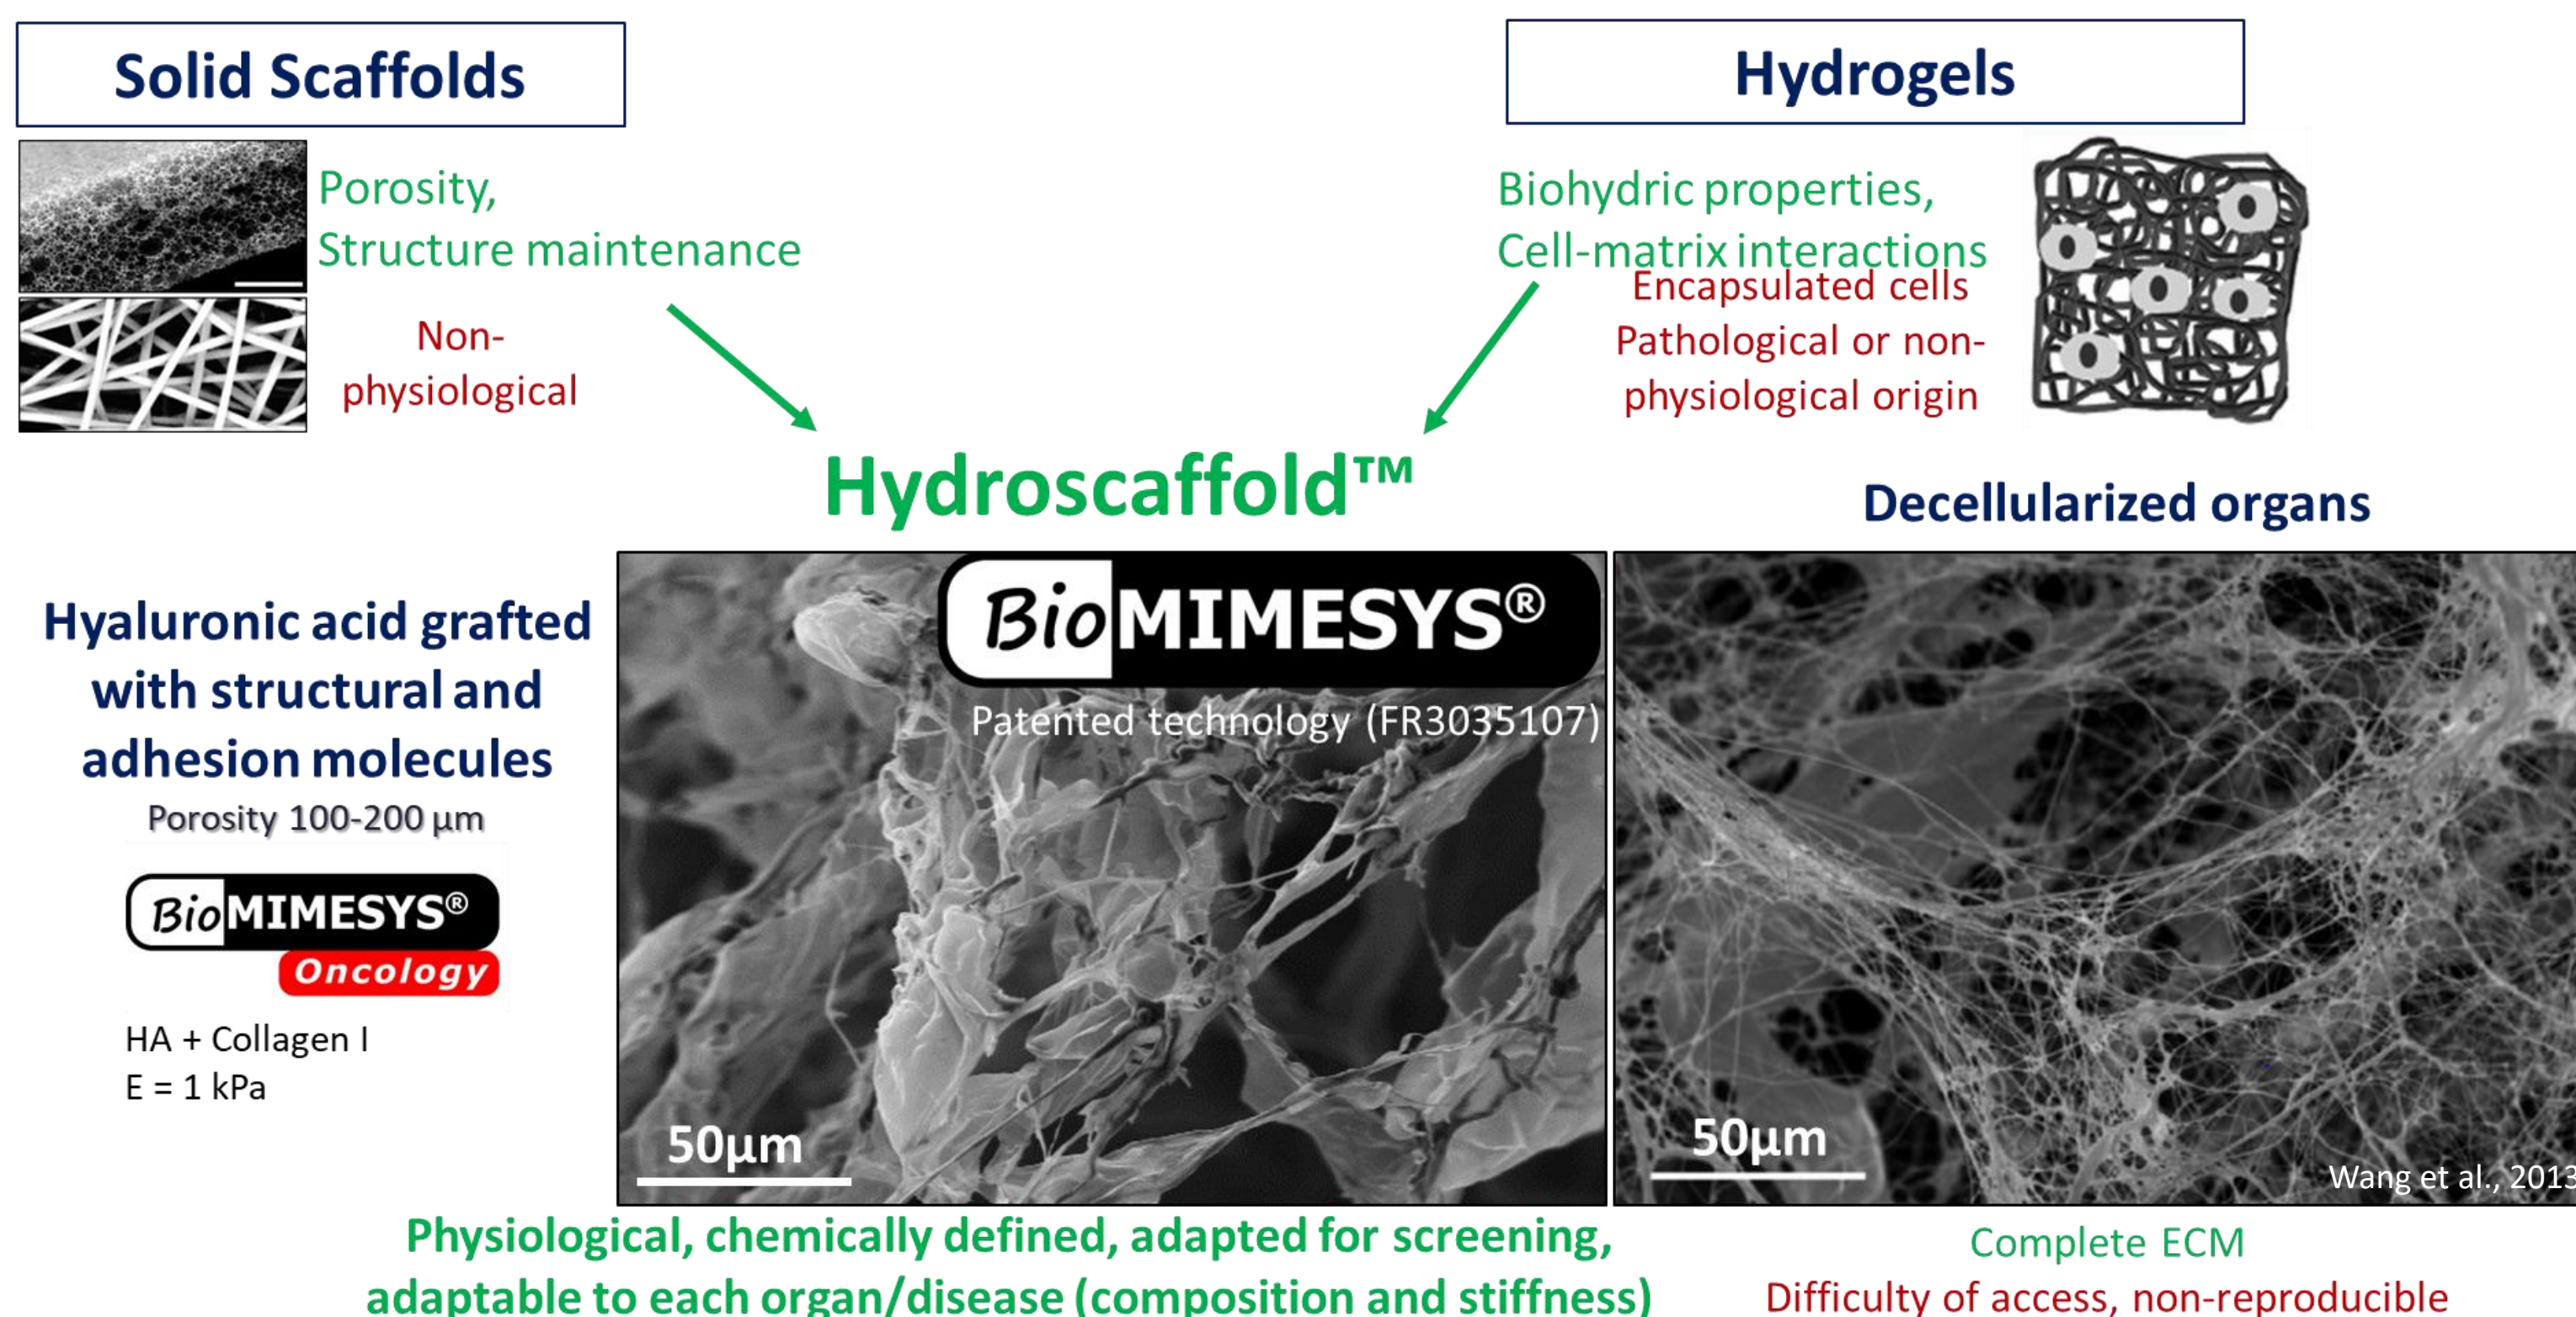 Solid Scaffolds
Porosity,
Structure maintenance
Non-
physiological
Hydrogels
Biohydric properties,
Cell-matrix interactions
Encapsulated cells
Pathological or non-
physiological origin
Hydroscaffold™
Decellularized organs
Hyaluronic acid grafted
with structural and
adhesion molecules
Porosity 100-200 µm
BioMIMESYS®
Oncology
HA + Collagen I
E = 1 kPa
BioMIMESYS®
Patented technology (FR3035107)
50µm
50µm
Wang et al., 2013
Physiological, chemically defined, adapted for screening,
adaptable to each organ/disease (composition and stiffness)
Complete ECM
Difficulty of access, non-reproducible